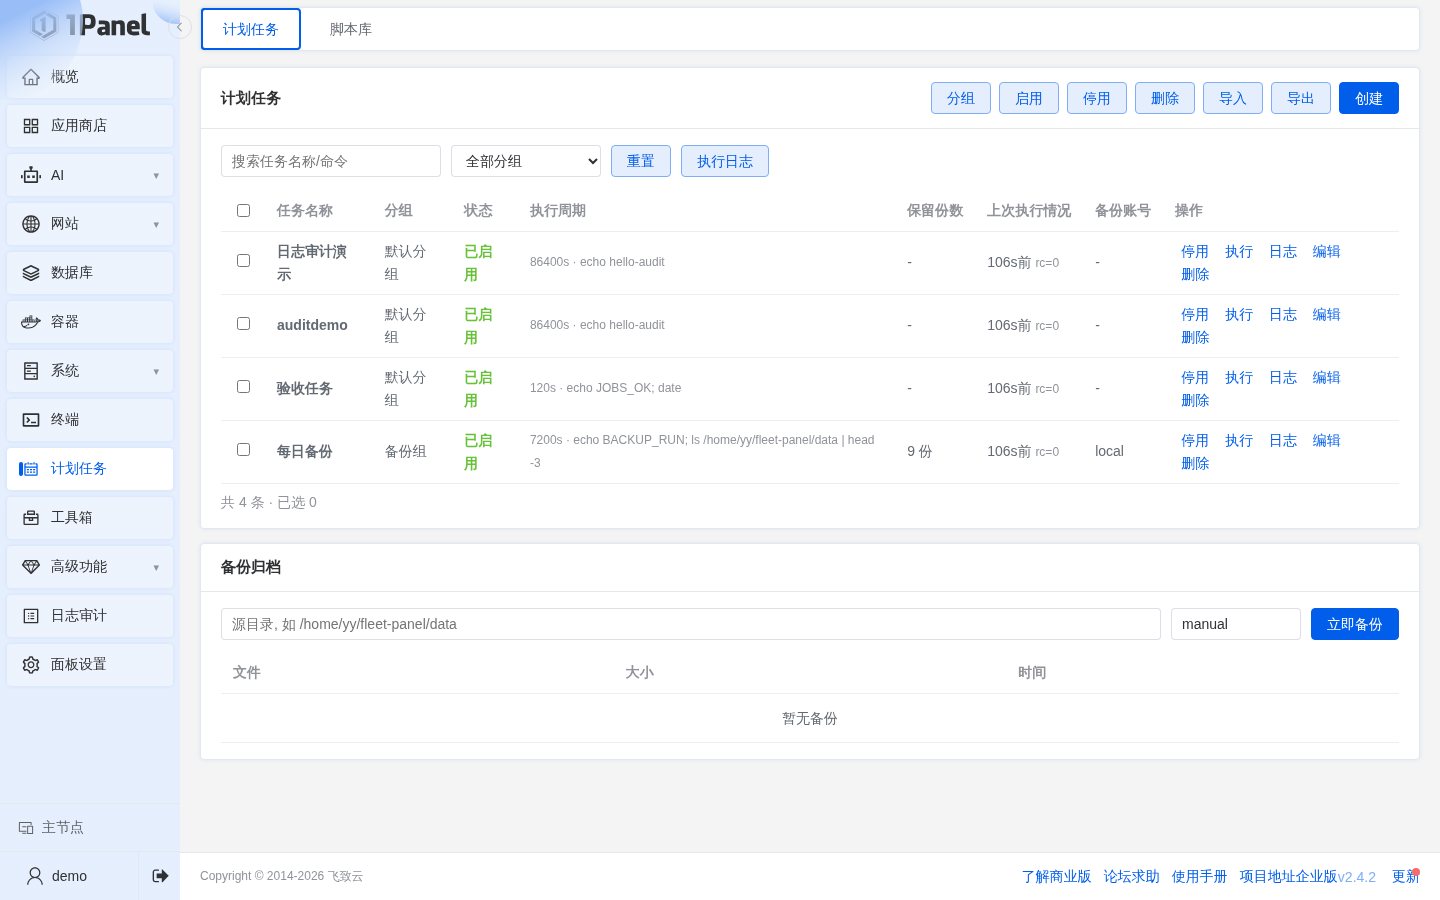 1Panel
概览
应用商店
AI
网站
数据库
容器
系统
终端
计划任务
工具箱
高级功能
日志审计
面板设置
主节点
demo
计划任务 脚本库
计划任务 分组 启用 停用 删除 导入 导出 创建
搜索任务名称/命令 全部分组 重置 执行日志
任务名称 分组 状态 执行周期 保留份数 上次执行情况 备份账号 操作
日志审计演示 默认分组 已启用 86400s · echo hello-audit - 106s前 rc=0 - 停用 执行 日志 编辑 删除
auditdemo 默认分组 已启用 86400s · echo hello-audit - 106s前 rc=0 - 停用 执行 日志 编辑 删除
验收任务 默认分组 已启用 120s · echo JOBS_OK; date - 106s前 rc=0 - 停用 执行 日志 编辑 删除
每日备份 备份组 已启用 7200s · echo BACKUP_RUN; ls /home/yy/fleet-panel/data | head -3 9 份 106s前 rc=0 local 停用 执行 日志 编辑 删除
共 4 条 · 已选 0
备份归档
源目录, 如 /home/yy/fleet-panel/data manual 立即备份
文件 大小 时间
暂无备份
Copyright © 2014-2026 飞致云 了解商业版 论坛求助 使用手册 项目地址企业版v2.4.2 更新